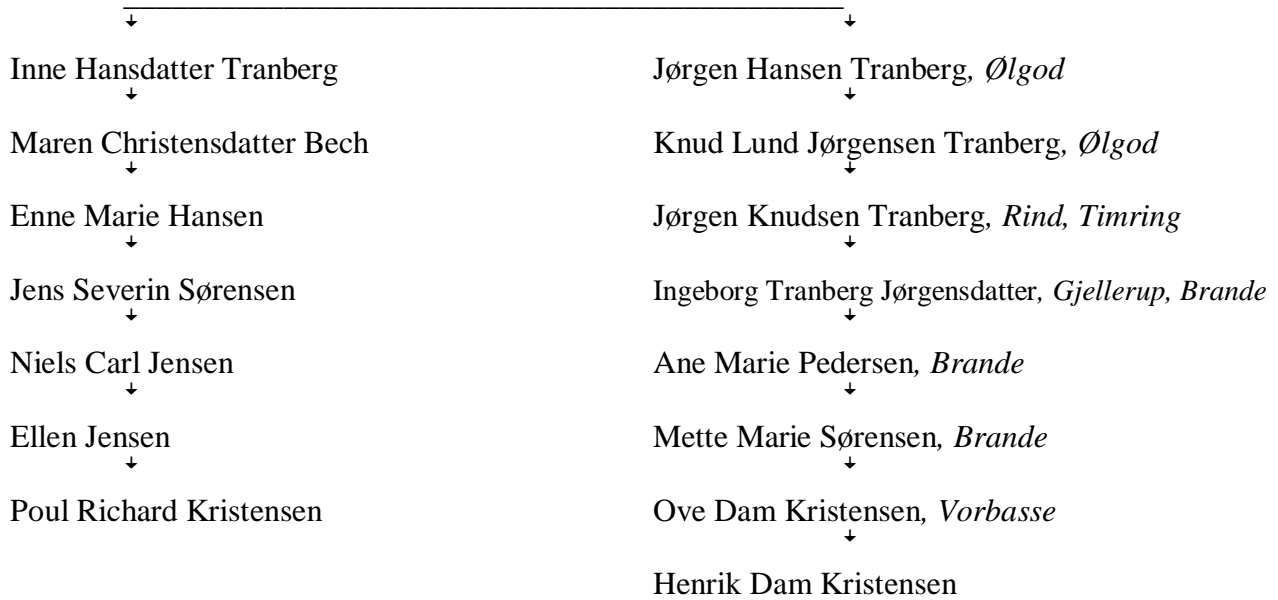 Inne Hansdatter Tranberg Jørgen Hansen Tranberg, Ølgod
Maren Christensdatter Bech Knud Lund Jørgensen Tranberg, Ølgod
Enne Marie Hansen Jørgen Knudsen Tranberg, Rind, Timring
Jens Severin Sørensen Ingeborg Tranberg Jørgensdatter, Gjellerup, Brande
Niels Carl Jensen Ane Marie Pedersen, Brande
Ellen Jensen Mette Marie Sørensen, Brande
Poul Richard Kristensen Ove Dam Kristensen, Vorbasse
Henrik Dam Kristensen